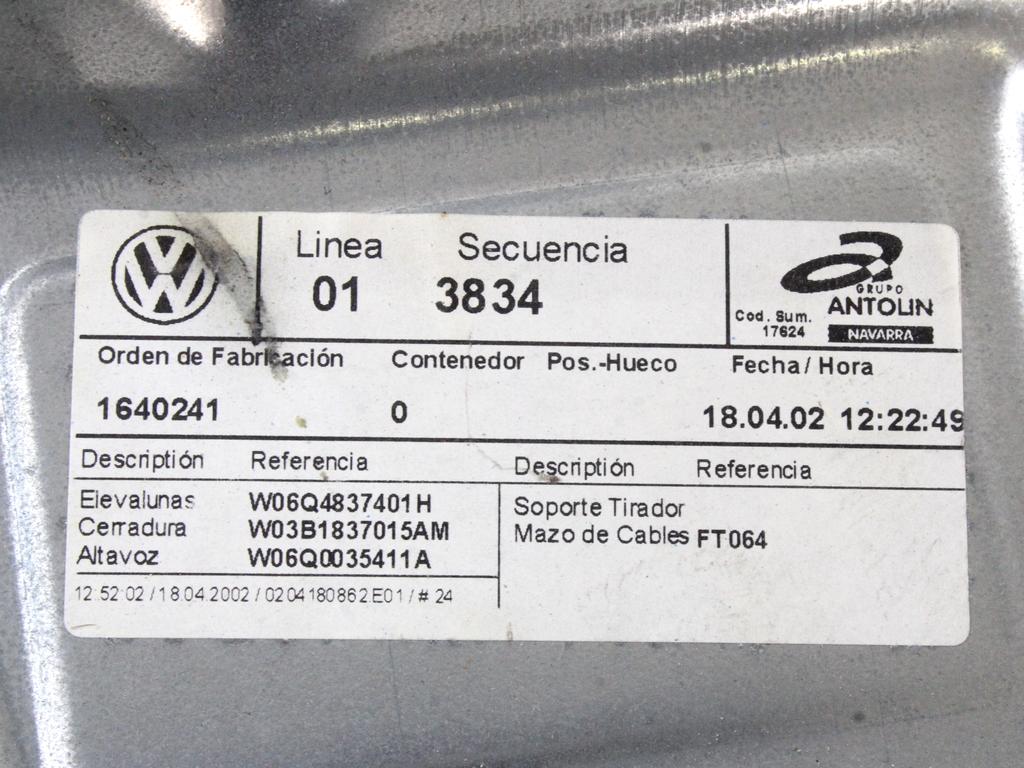 Linea Secuencia
01 3834
GRUPO
ANTOLIN
Cod. Sum.
17624
NAVARRA
Orden de Fabricación Contenedor Pos.-Hueco Fecha/Hora
1640241 0 18.04.02 12:22:49
Descriptión Referencia Descriptión Referencia
Elevalunas W06Q4837401H
Cerradura W03B1837015AM
Altavoz W06Q0035411A
Soporte Tirador
Mazo de Cables FT064
12:52:02 / 18.04.2002 / 0204180862.E01 / # 24